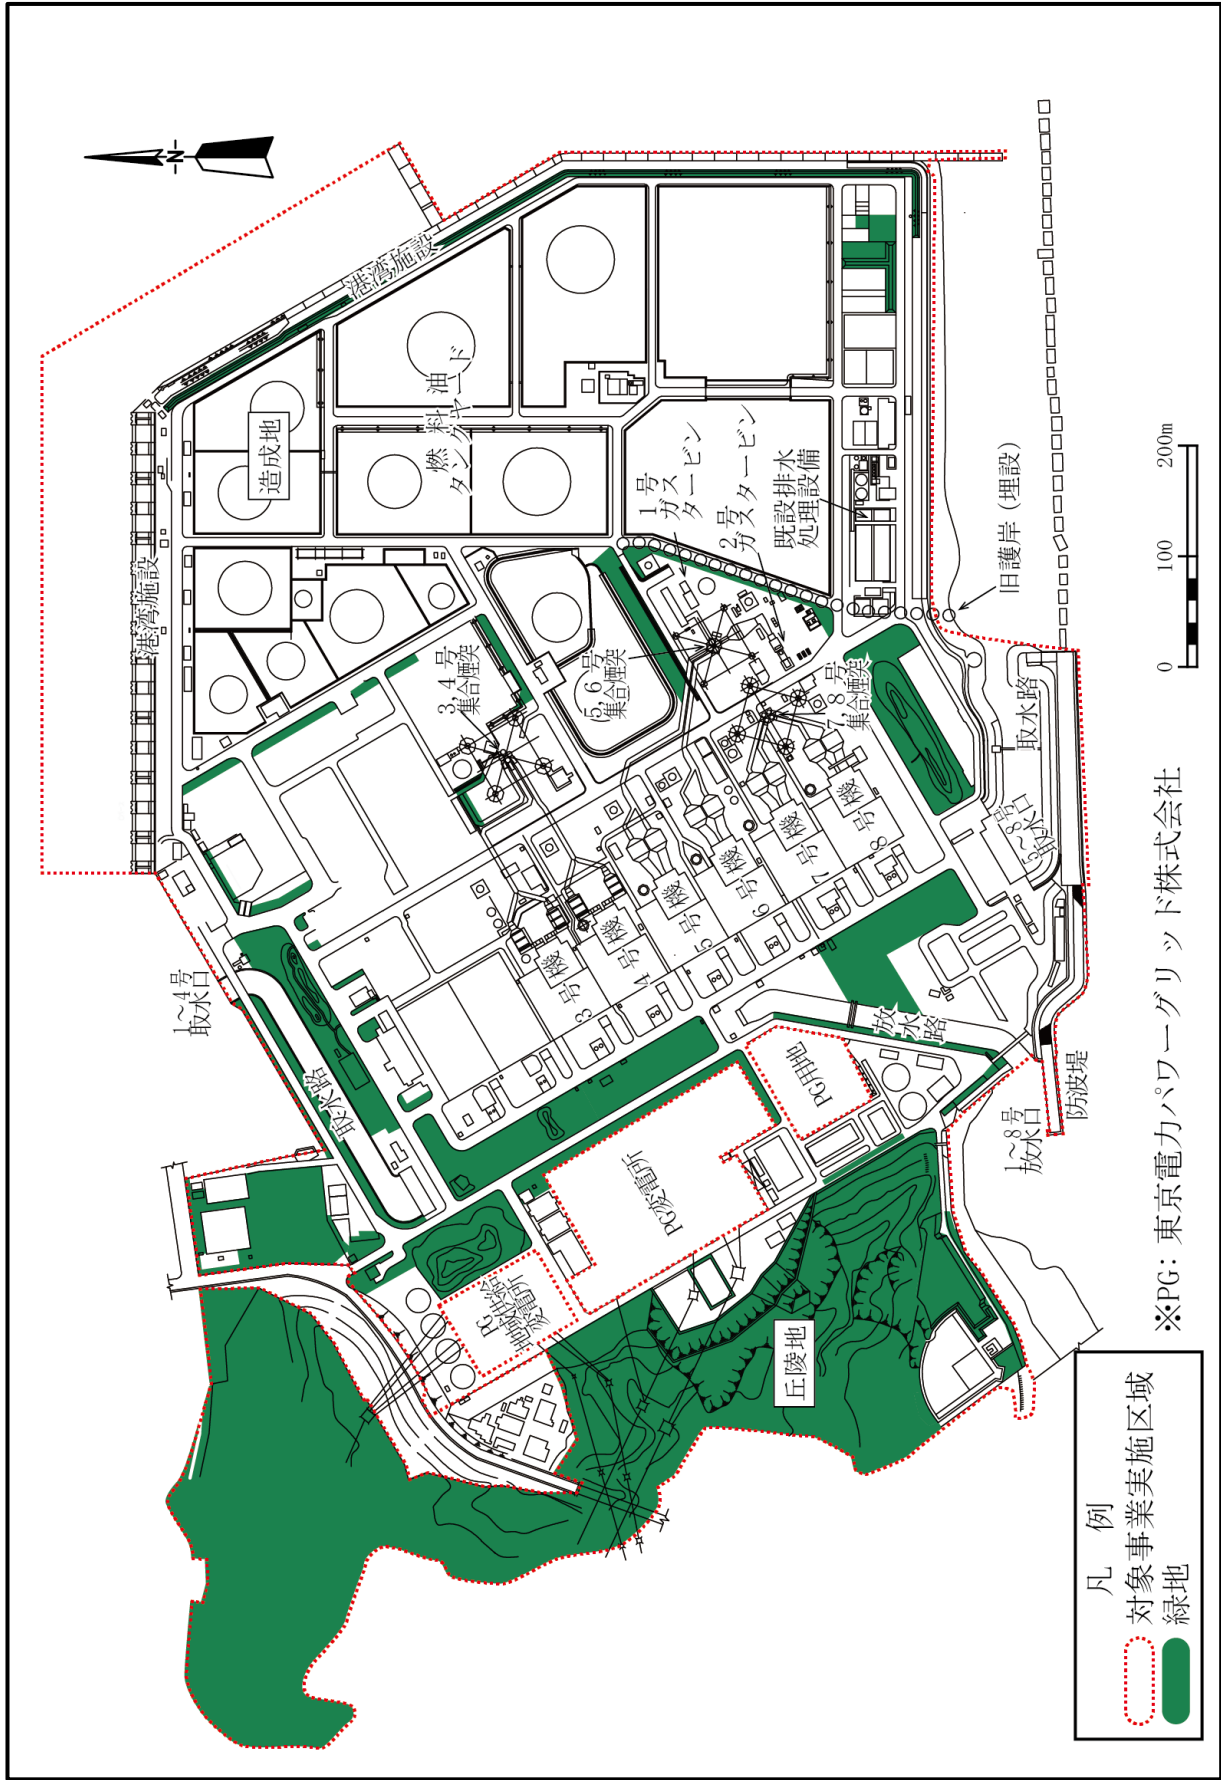 N
港湾施設
港湾施設
造成地
燃料油
タンクヤード
1号
ガス
タービン
2号
ガスタービン
既設排水
処理設備
旧護岸(埋設)
3, 4 号
集合煙突
5, 6 号
集合煙突
7, 8 号
集合煙突
1~4号
取水口
取水路
3 号 機
4 号 機
5 号 機
6 号 機
7 号 機
8 号 機
取水路
5~8号
取水口
放水路
PG用地
PG変電所
PG
地域供給
変電所
1~8号
放水口
防波堤
丘陵地
0 100 200m
※PG: 東京電力パワーグリッド株式会社
凡 例
対象事業実施区域
緑地